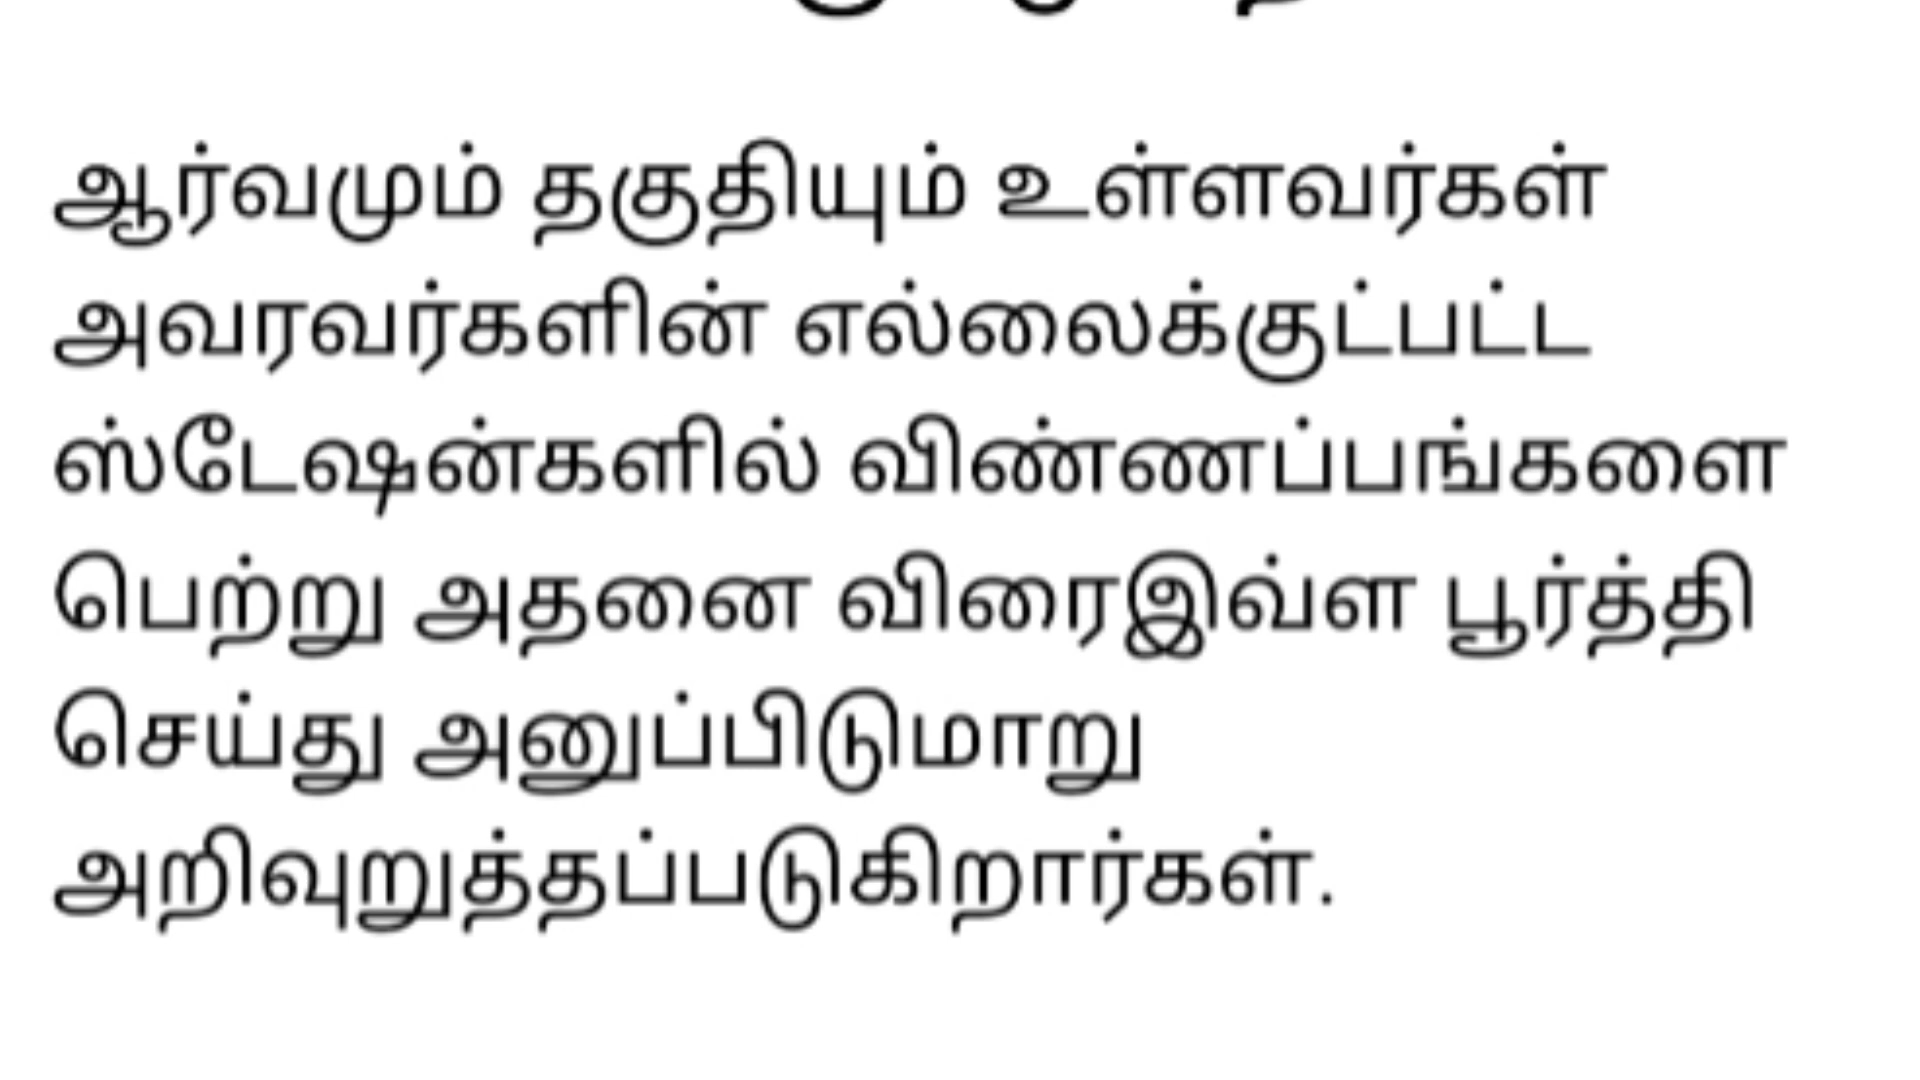 ஆர்வமும் தகுதியும் உள்ளவர்கள்
அவரவர்களின் எல்லைக்குட்பட்ட
ஸ்டேஷன்களில் விண்ணப்பங்களை
பெற்று அதனை விரைஇவ்ள பூர்த்தி
செய்து அனுப்பிடுமாறு
அறிவுறுத்தப்படுகிறார்கள்.